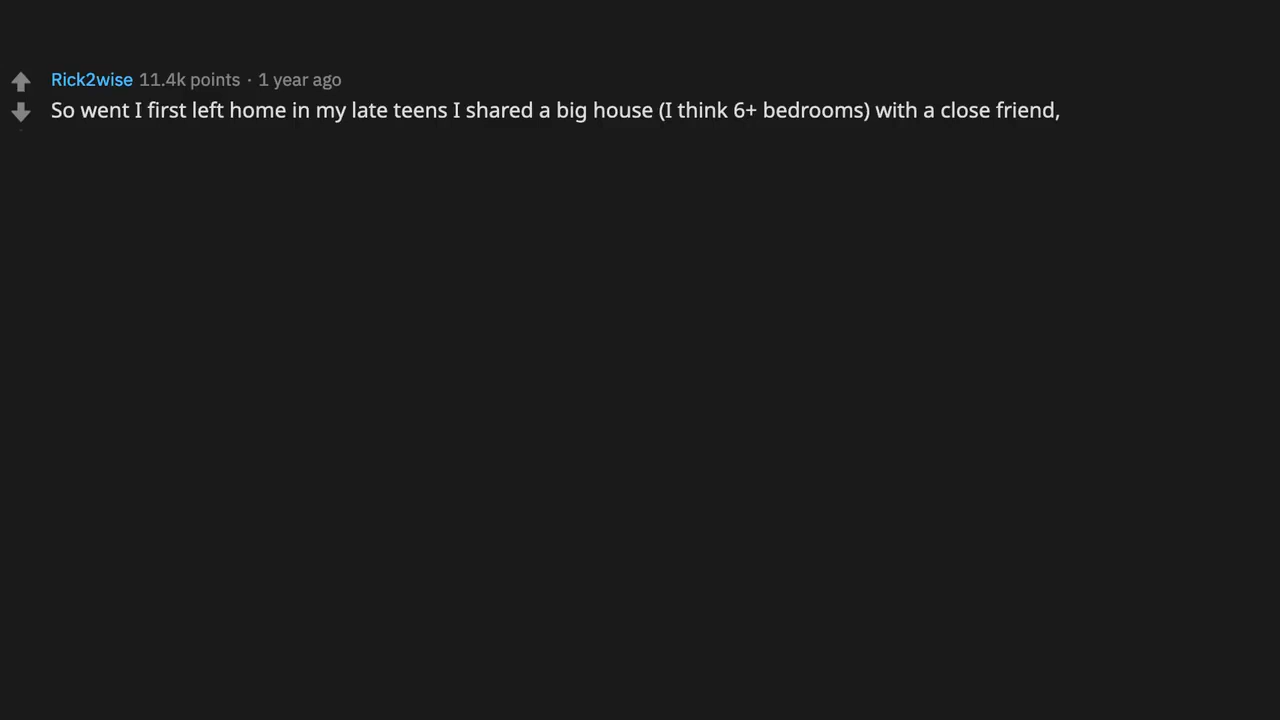 Rick2wise 11.4k points · 1 year ago
So went I first left home in my late teens I shared a big house (I think 6+ bedrooms) with a close friend,